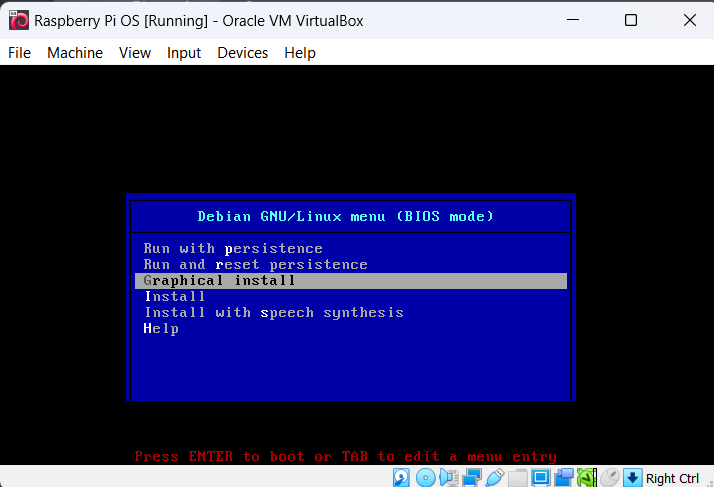 Raspberry Pi OS [Running] - Oracle VM VirtualBox
File Machine View Input Devices Help
Debian GNU/Linux menu (BIOS mode)
Run with persistence
Run and reset persistence
Graphical install
Install
Install with speech synthesis
Help
Press ENTER to boot or TAB to edit a menu entry
Right Ctrl